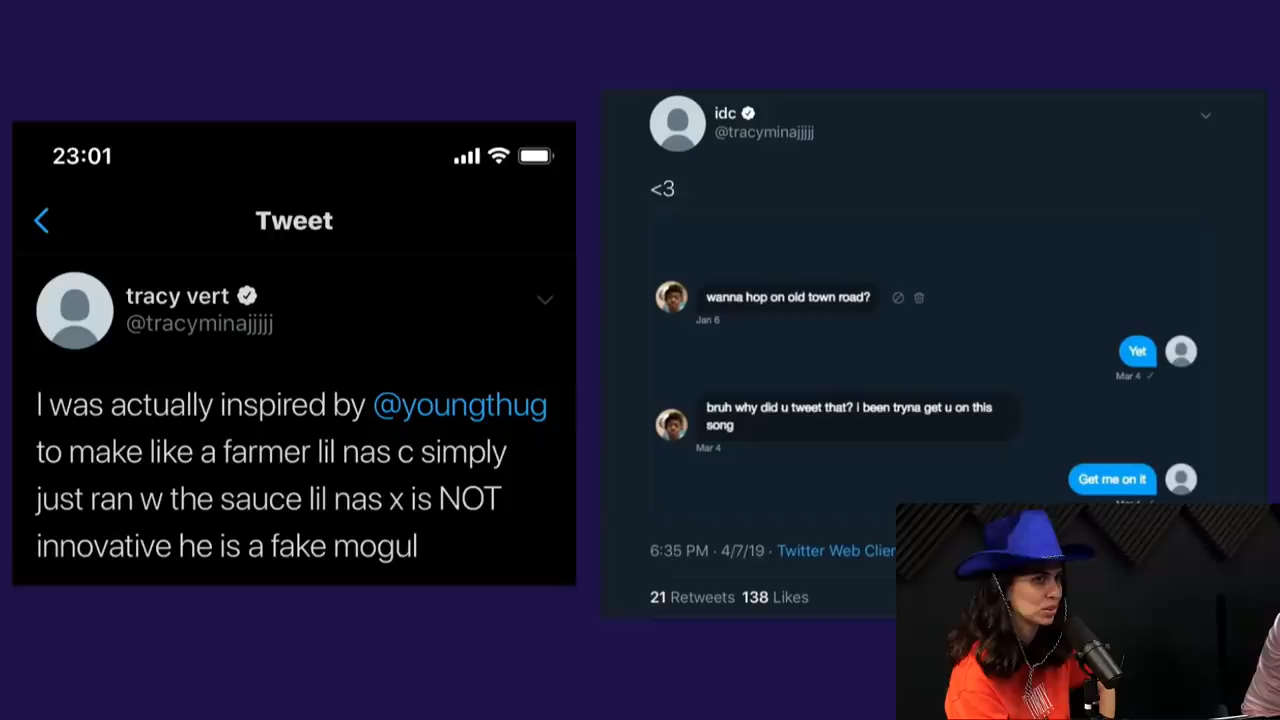 23:01
Tweet
tracy vert
@tracyminajjjjj
I was actually inspired by @youngthug
to make like a farmer lil nas c simply
just ran w the sauce lil nas x is NOT
innovative he is a fake mogul
idc
@tracyminajjjjj
<3
wanna hop on old town road?
Jan 6
Yet
Mar 4
bruh why did u tweet that? I been tryna get u on this
song
Mar 4
Get me on it
6:35 PM · 4/7/19 · Twitter Web
21 Retweets 138 Likes